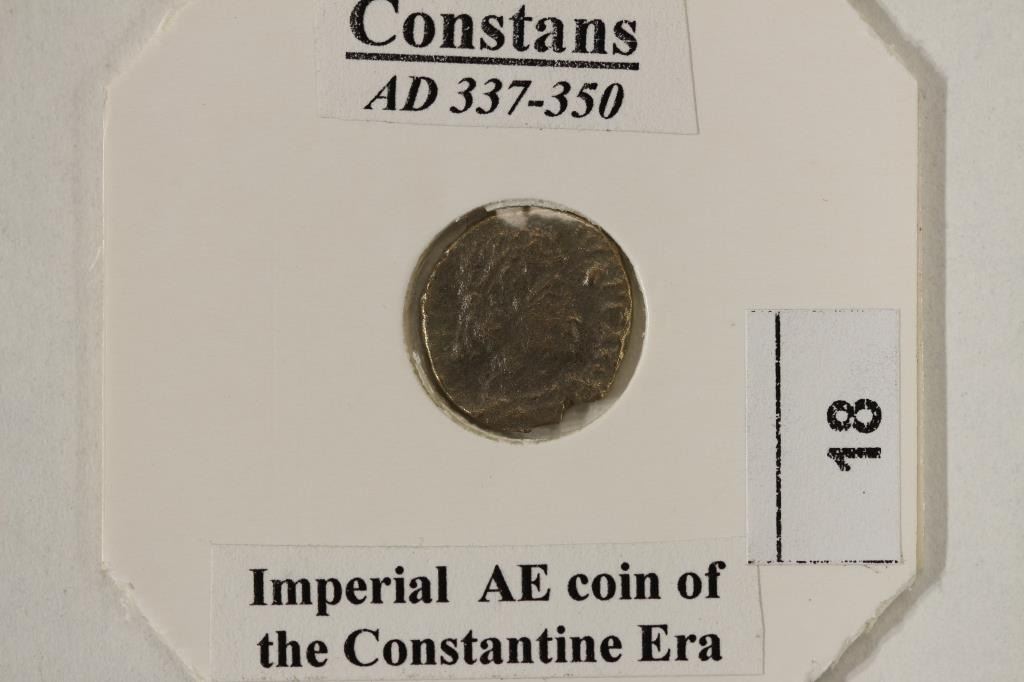 Constans
AD 337-350
18
Imperial AE coin of
the Constantine Era